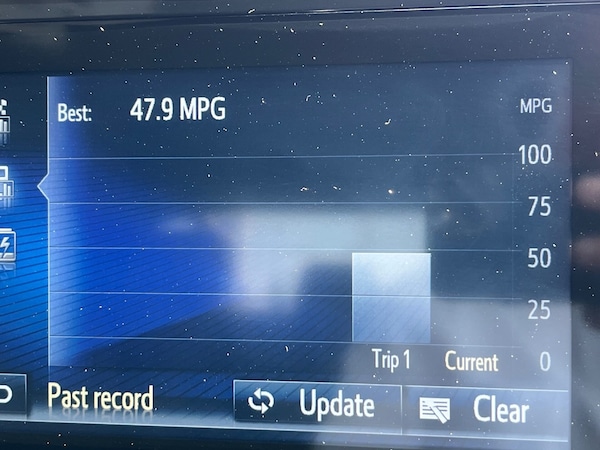 Best: 47.9 MPG
MPG
100
75
50
25
0
Trip 1 Current
Past record
Update
Clear